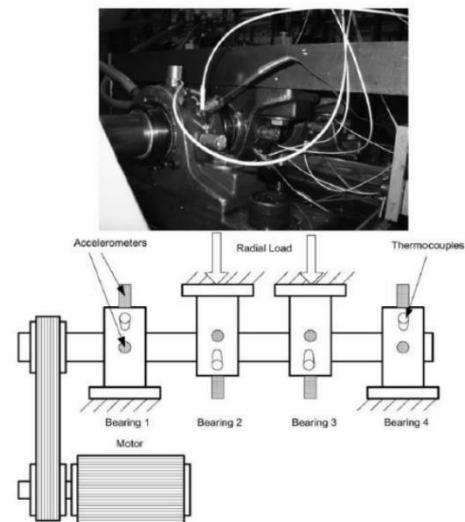 Accelerometers
Radial Load
Thermocouples
Bearing 1
Bearing 2
Bearing 3
Bearing 4
Motor